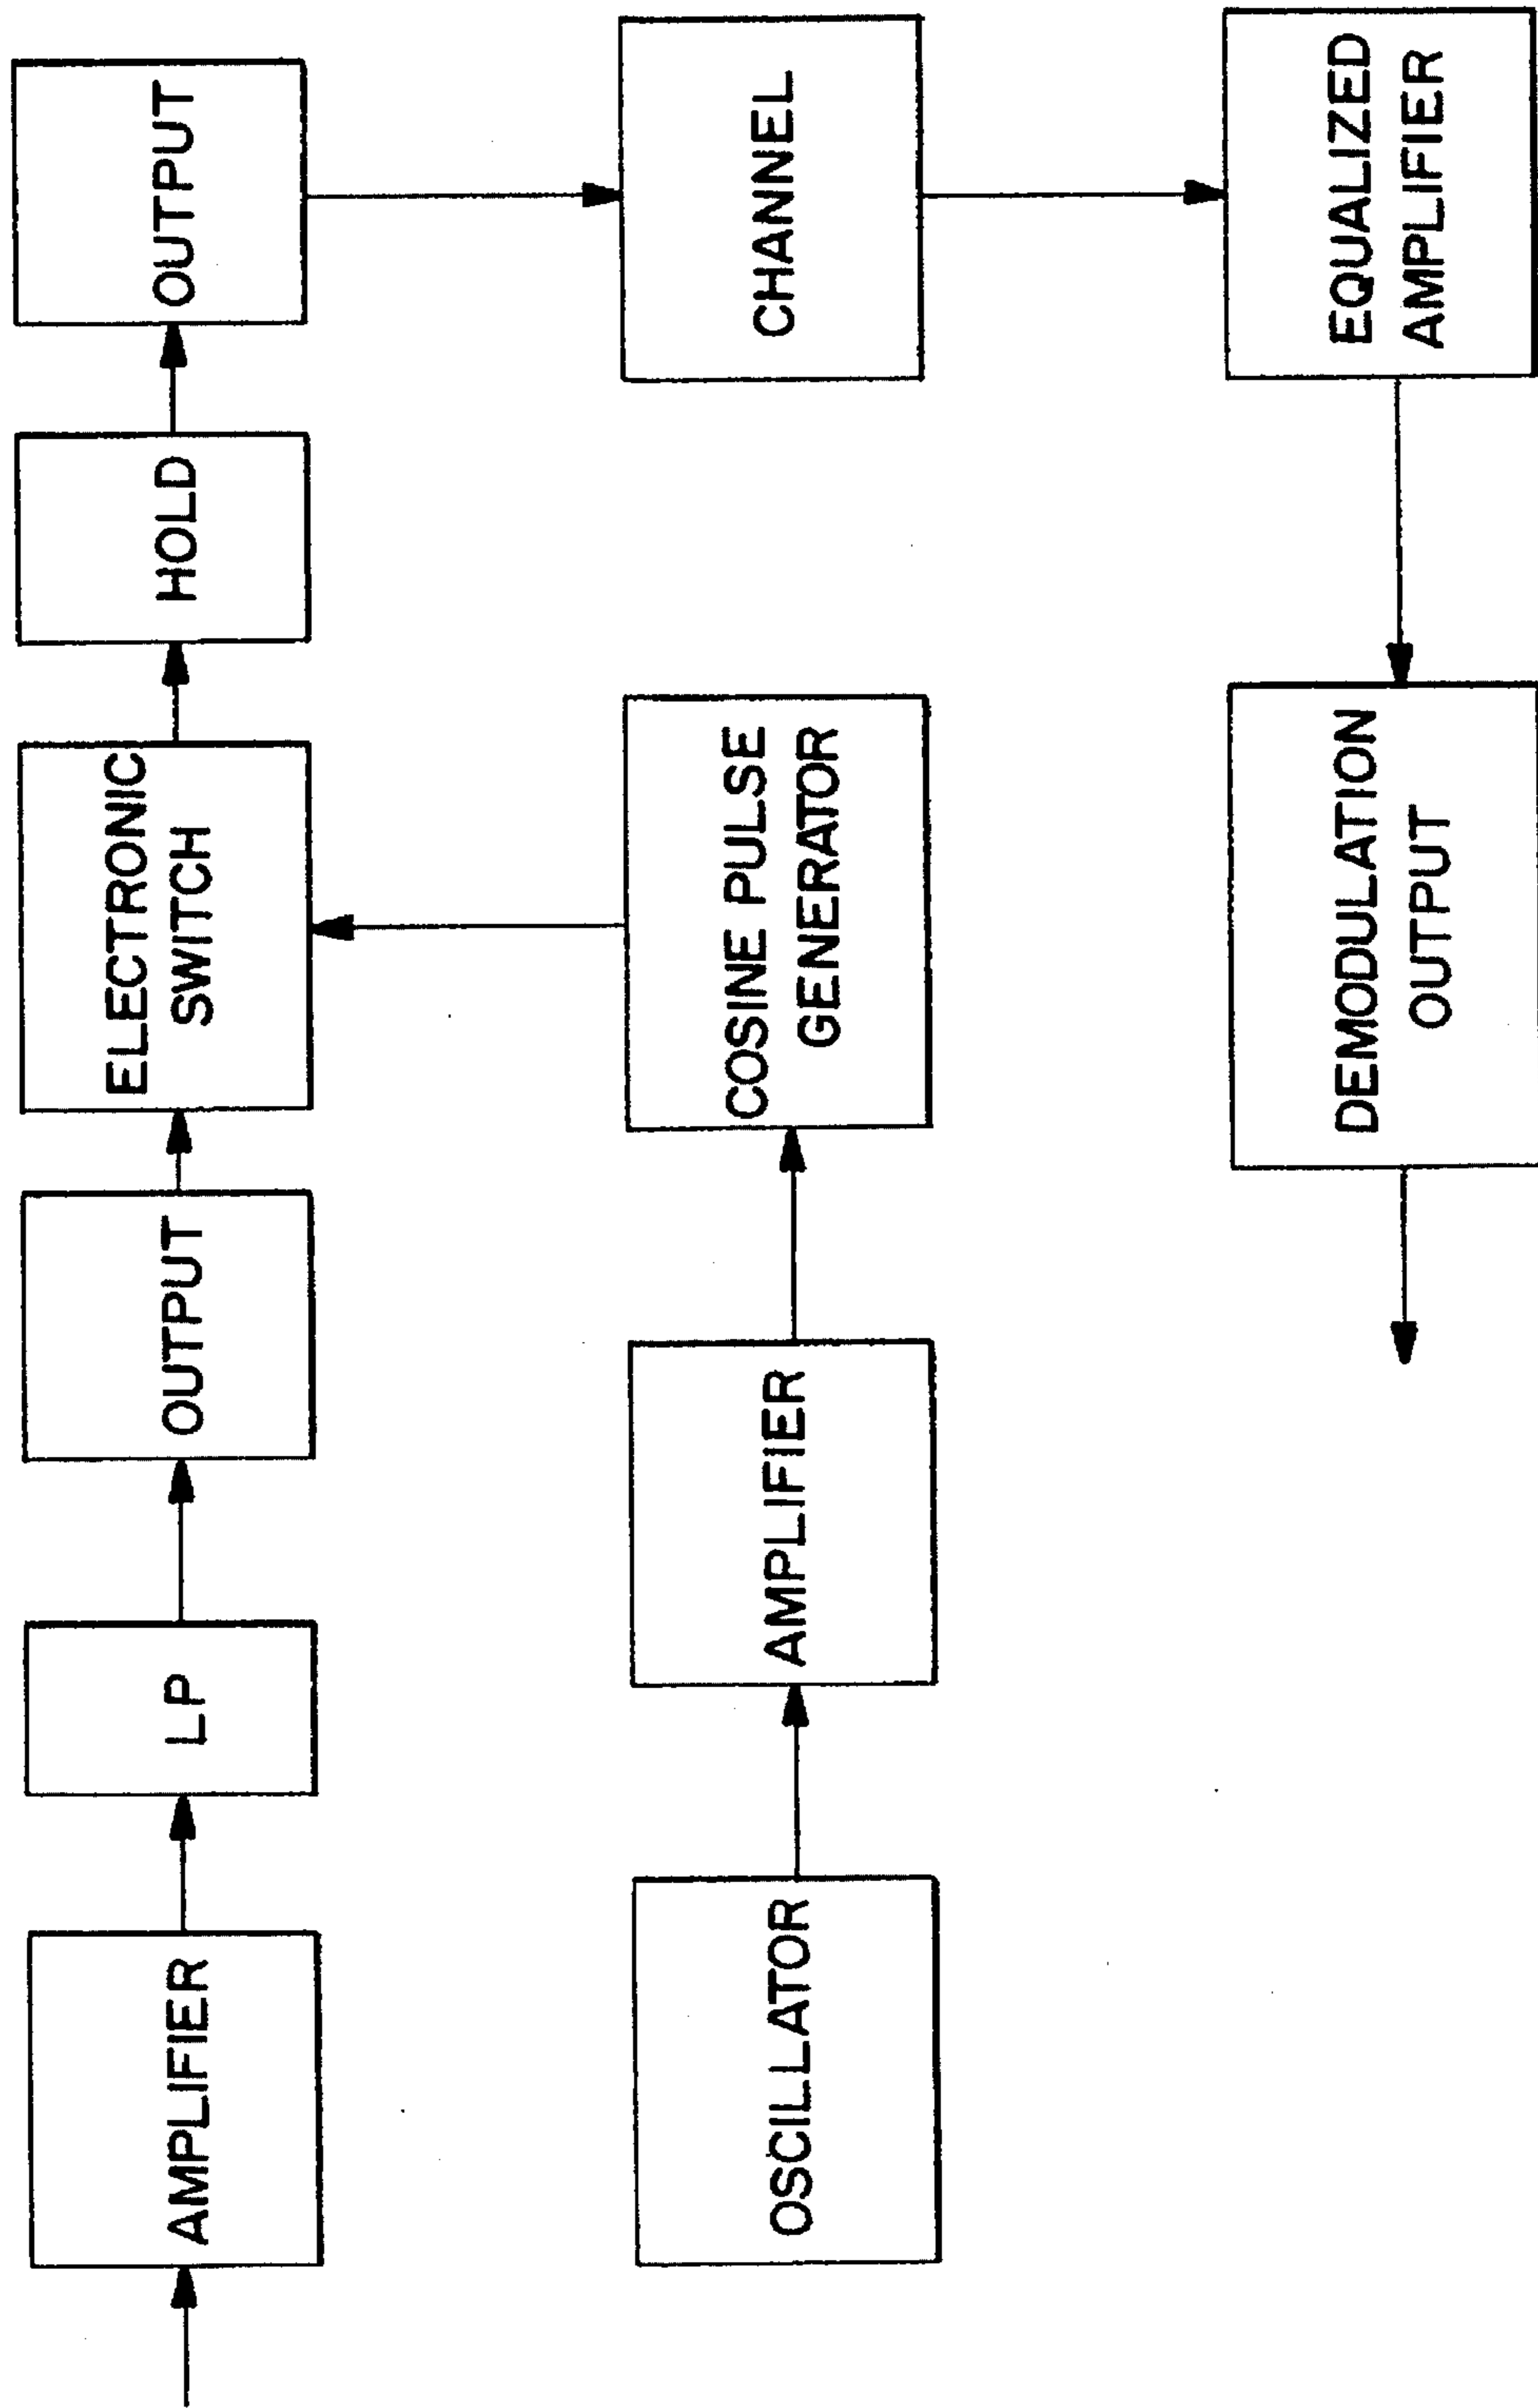 AMPLIFIER
LP
OUTPUT
ELECTRONIC
SWITCH
HOLD
OUTPUT
OSCILLATOR
AMPLIFIER
COSINE PULSE
GENERATOR
CHANNEL
DEMODULATION
OUTPUT
EQUALIZED
AMPLIFIER